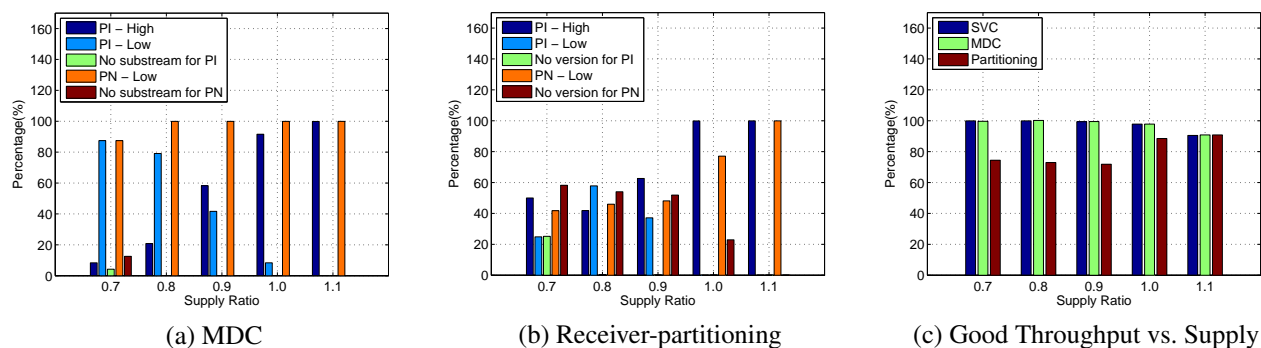 160
140
120
100
80
60
40
20
0
Percentage(%)
PI – High
PI – Low
No substream for PI
PN – Low
No substream for PN
0.7 0.8 0.9 1.0 1.1
Supply Ratio
(a) MDC
160
140
120
100
80
60
40
20
0
Percentage(%)
PI – High
PI – Low
No version for PI
PN – Low
No version for PN
0.7 0.8 0.9 1.0 1.1
Supply Ratio
(b) Receiver-partitioning
160
140
120
100
80
60
40
20
0
Percentage(%)
SVC
MDC
Partitioning
0.7 0.8 0.9 1.0 1.1
Supply Ratio
(c) Good Throughput vs. Supply